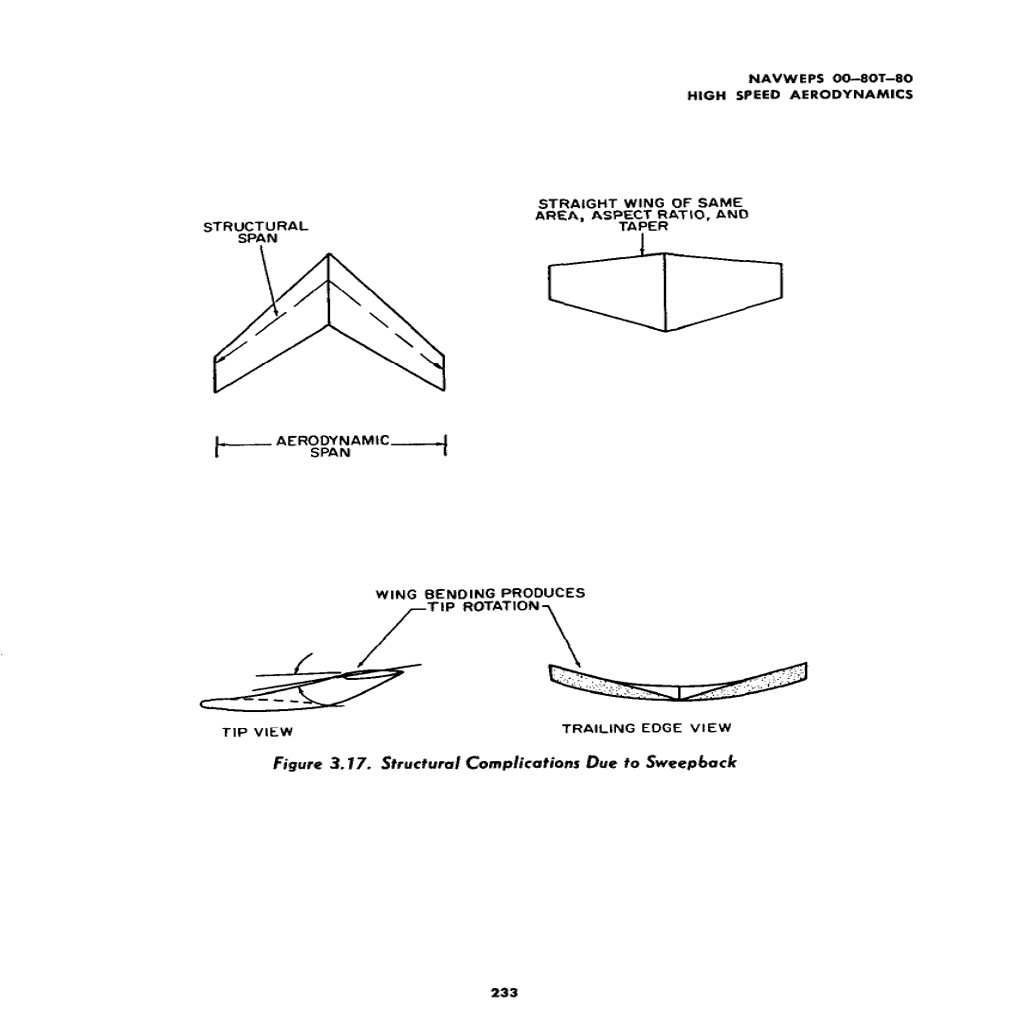 NAVWEPS 00-80T-80
HIGH SPEED AERODYNAMICS
STRUCTURAL
SPAN
STRAIGHT WING OF SAME
AREA, ASPECT RATIO, AND
TAPER
AERODYNAMIC
SPAN
WING BENDING PRODUCES
TIP ROTATION
TIP VIEW
TRAILING EDGE VIEW
Figure 3.17. Structural Complications Due to Sweepback
233